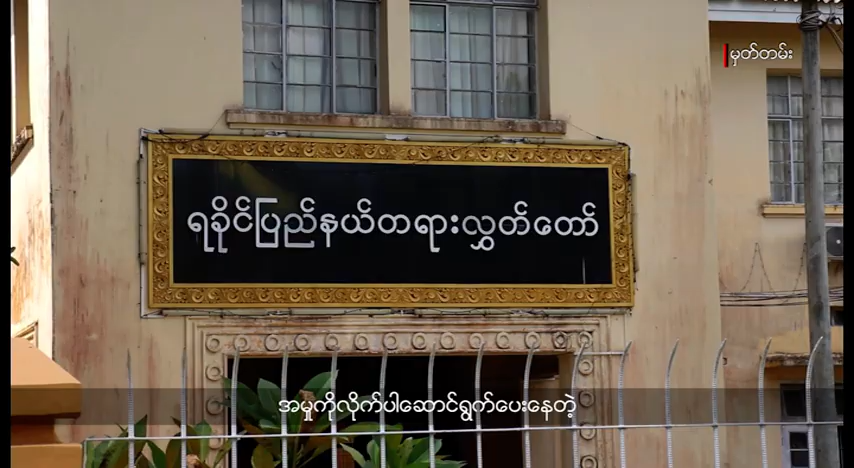 မှတ်တမ်း
ရခိုင်ပြည်နယ်တရားလွှတ်တော်
အမှုကိုလိုက်ပါဆောင်ရွက်ပေးနေတဲ့